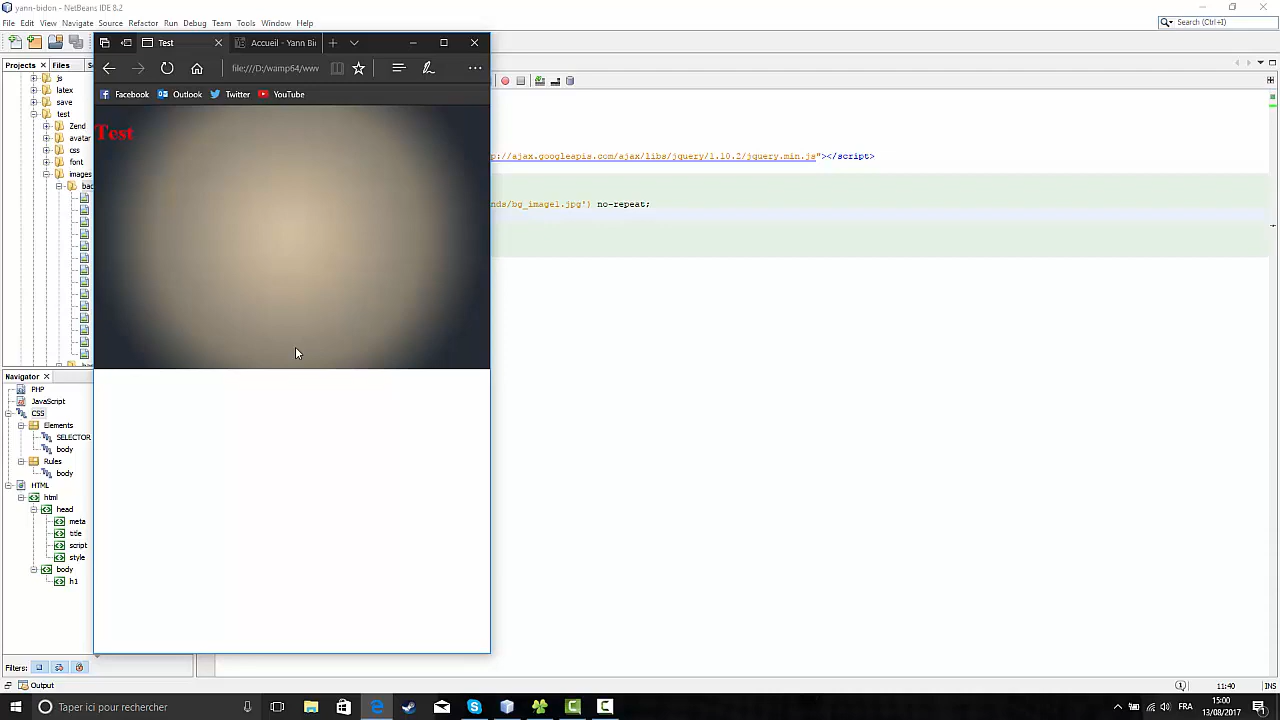 yann-bidon - NetBeans IDE 8.2
File Edit View Navigate Source Refactor Run Debug Team Tools Window Help
Search (Ctrl+I)
Projects Files
Test
Accueil - Yann Bi
file:///D:/wamp64/www
Facebook Outlook Twitter YouTube
js
latex
save
test
Zend
avatar
css
font
images
Test
p://ajax.googleapis.com/ajax/libs/jquery/1.10.2/jquery.min.js"></script>
nds/bg_image1.jpg') no-repeat;
Navigator
PHP
JavaScript
CSS
Elements
SELECTOR
body
Rules
body
HTML
html
head
meta
title
script
style
body
h1
Filters:
Output
11:40 INS
Taper ici pour rechercher
FRA
15:00
13/08/2017